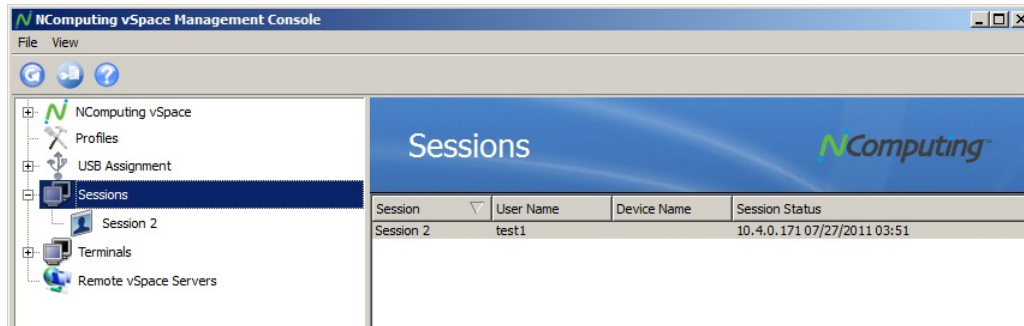 NComputing vSpace Management Console
File View
NComputing vSpace
Profiles
USB Assignment
Sessions
Session 2
Terminals
Remote vSpace Servers
Sessions
NComputing™
Session User Name Device Name Session Status
Session 2 test1 10.4.0.171 07/27/2011 03:51